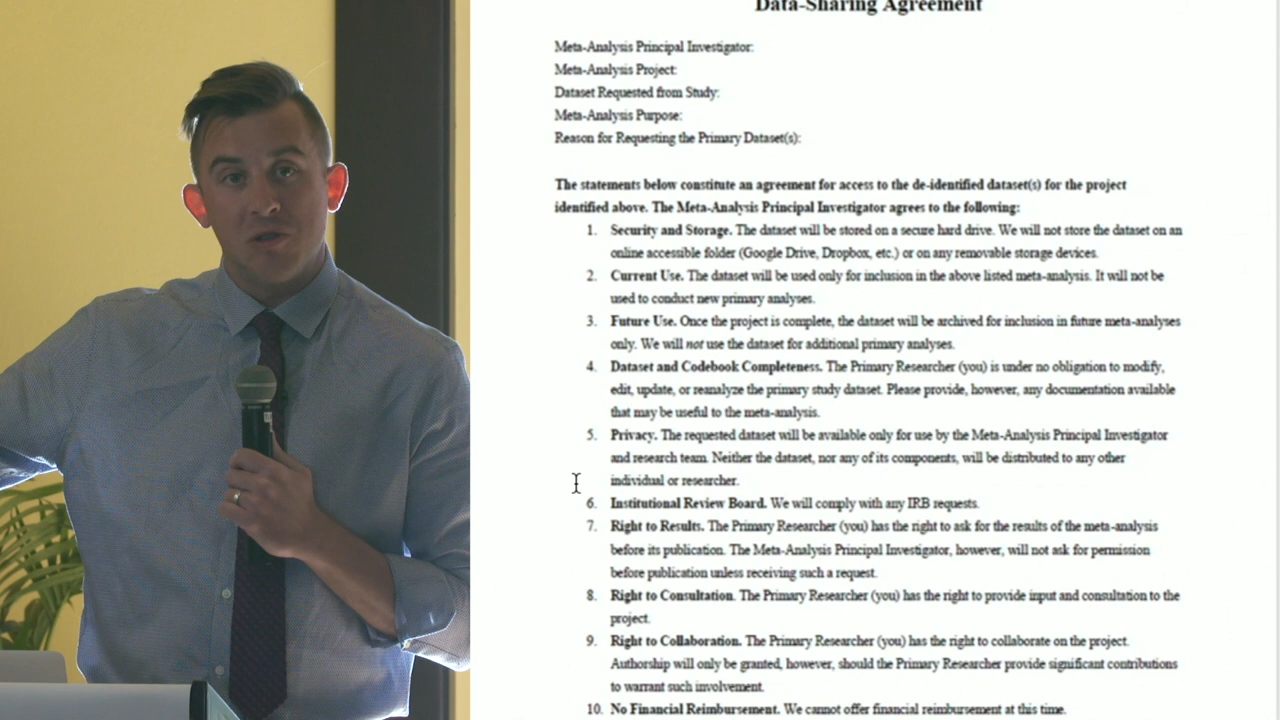 Data-Sharing Agreement
Meta-Analysis Principal Investigator:
Meta-Analysis Project:
Dataset Requested from Study:
Meta-Analysis Purpose:
Reason for Requesting the Primary Dataset(s):
The statements below constitute an agreement for access to the de-identified dataset(s) for the project
identified above. The Meta-Analysis Principal Investigator agrees to the following:
1. Security and Storage. The dataset will be stored on a secure hard drive. We will not store the dataset on an
online accessible folder (Google Drive, Dropbox, etc.) or on any removable storage devices.
2. Current Use. The dataset will be used only for inclusion in the above listed meta-analysis. It will not be
used to conduct new primary analyses.
3. Future Use. Once the project is complete, the dataset will be archived for inclusion in future meta-analyses
only. We will not use the dataset for additional primary analyses.
4. Dataset and Codebook Completeness. The Primary Researcher (you) is under no obligation to modify,
edit, update, or reanalyze the primary study dataset. Please provide, however, any documentation available
that may be useful to the meta-analysis.
5. Privacy. The requested dataset will be available only for use by the Meta-Analysis Principal Investigator
and research team. Neither the dataset, nor any of its components, will be distributed to any other
individual or researcher.
6. Institutional Review Board. We will comply with any IRB requests.
7. Right to Results. The Primary Researcher (you) has the right to ask for the results of the meta-analysis
before its publication. The Meta-Analysis Principal Investigator, however, will not ask for permission
before publication unless receiving such a request.
8. Right to Consultation. The Primary Researcher (you) has the right to provide input and consultation to the
project.
9. Right to Collaboration. The Primary Researcher (you) has the right to collaborate on the project.
Authorship will only be granted, however, should the Primary Researcher provide significant contributions
to warrant such involvement.
10. No Financial Reimbursement. We cannot offer financial reimbursement at this time.